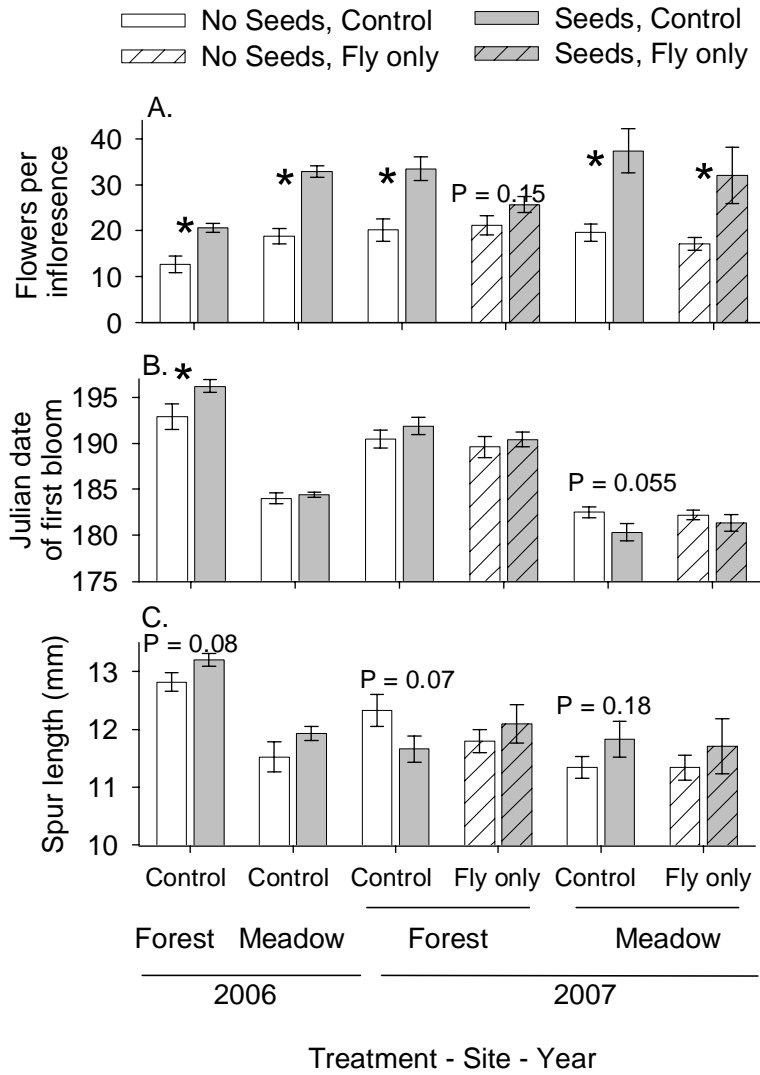 No Seeds, Control Seeds, Control
No Seeds, Fly only Seeds, Fly only
A.
Flowers per
infloresence
40
30
20
10
0
* * * P = 0.15 * *
B.
Julian date
of first bloom
195
190
185
180
175
*
P = 0.055
C.
Spur length (mm)
13
12
11
10
P = 0.08
P = 0.07
P = 0.18
Control Control Control Fly only Control Fly only
Forest Meadow Forest Meadow
2006 2007
Treatment - Site - Year